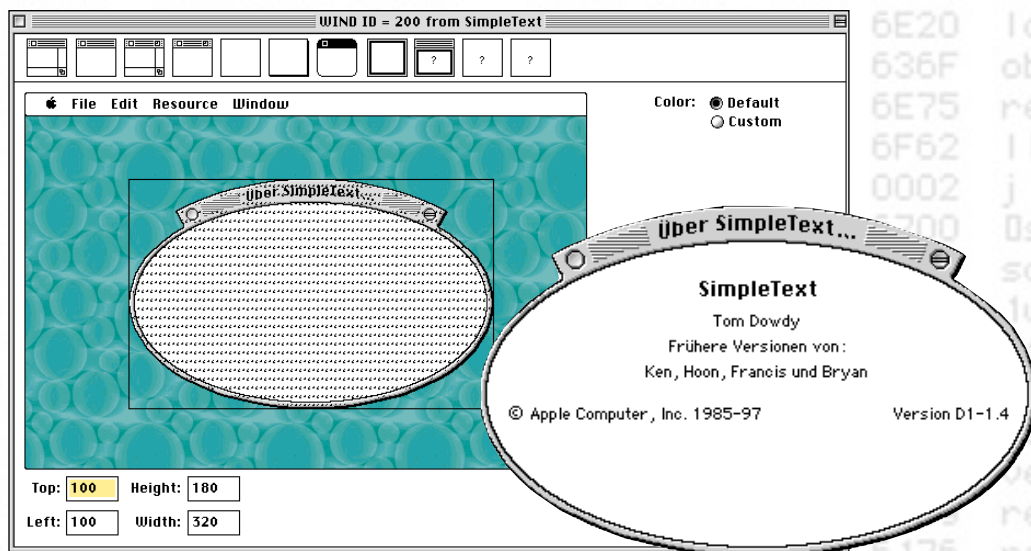 WIND ID = 200 from SimpleText
? ? ?
File Edit Resource Window
Color: Default
Custom
Über SimpleText...
Über SimpleText...
SimpleText
Tom Dowdy
Frühere Versionen von:
Ken, Hoon, Francis und Bryan
© Apple Computer, Inc. 1985-97
Version D1-1.4
Top: 100 Height: 180
Left: 100 Width: 320
6E20
636F
6E75
6F62
0002